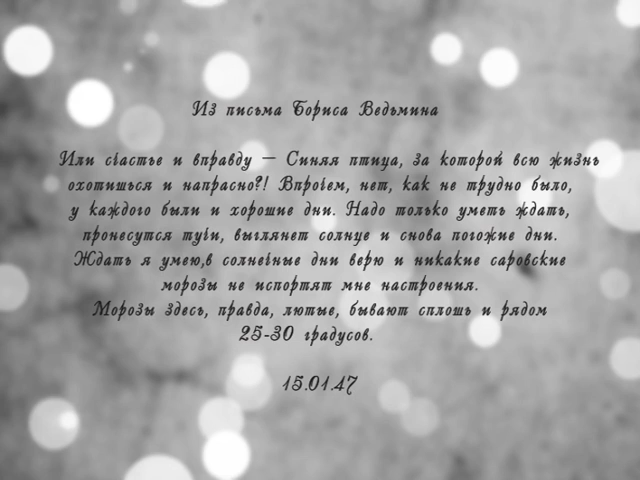 Из письма Бориса Ведьмина
Или счастье и вправду — Синяя птица, за которой всю жизнь
охотишься и напрасно?! Впрочем, нет, как не трудно было,
у каждого были и хорошие дни. Надо только уметь ждать,
пронесутся тучи, выглянет солнце и снова погожие дни.
Ждать я умею,в солнечные дни верю и никакие саровские
морозы не испортят мне настроения.
Морозы здесь, правда, лютые, бывают сплошь и рядом
25-30 градусов.
15.01.47